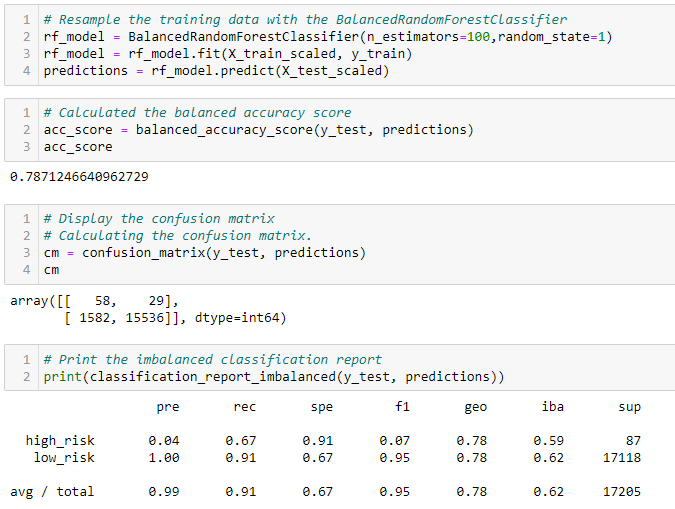 1 # Resample the training data with the BalancedRandomForestClassifier
2 rf_model = BalancedRandomForestClassifier(n_estimators=100,random_state=1)
3 rf_model = rf_model.fit(X_train_scaled, y_train)
4 predictions = rf_model.predict(X_test_scaled)
1 # Calculated the balanced accuracy score
2 acc_score = balanced_accuracy_score(y_test, predictions)
3 acc_score
0.7871246640962729
1 # Display the confusion matrix
2 # Calculating the confusion matrix.
3 cm = confusion_matrix(y_test, predictions)
4 cm
array([[   58,    29],
       [ 1582, 15536]], dtype=int64)
1 # Print the imbalanced classification report
2 print(classification_report_imbalanced(y_test, predictions))
pre rec spe f1 geo iba sup
high_risk 0.04 0.67 0.91 0.07 0.78 0.59 87
low_risk 1.00 0.91 0.67 0.95 0.78 0.62 17118
avg / total 0.99 0.91 0.67 0.95 0.78 0.62 17205